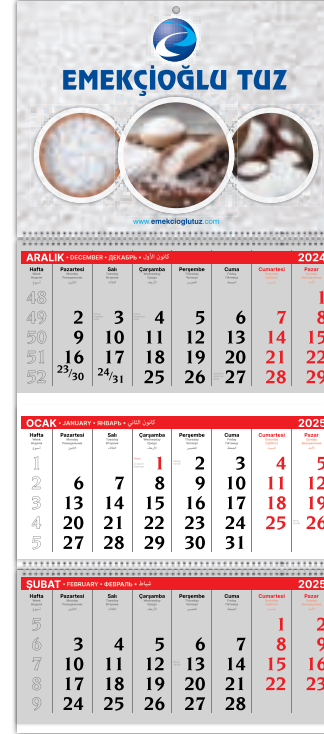 EMEKÇİOĞLU TUZ
www.emekcioglutuz.com
ARALIK • DECEMBER • ДЕКАБРЬ • كانون الأول 2024
Hafta Pazartesi Salı Çarşamba Perşembe Cuma Cumartesi Pazar
48 1
49 2 3 4 5 6 7 8
50 9 10 11 12 13 14 15
51 16 17 18 19 20 21 22
52 23/30 24/31 25 26 27 28 29
OCAK • JANUARY • ЯНВАРЬ • كانون الثاني 2025
Hafta Pazartesi Salı Çarşamba Perşembe Cuma Cumartesi Pazar
1 1 2 3 4 5
2 6 7 8 9 10 11 12
3 13 14 15 16 17 18 19
4 20 21 22 23 24 25 26
5 27 28 29 30 31
ŞUBAT • FEBRUARY • ФЕВРАЛЬ • شباط 2025
Hafta Pazartesi Salı Çarşamba Perşembe Cuma Cumartesi Pazar
5 1 2
6 3 4 5 6 7 8 9
7 10 11 12 13 14 15 16
8 17 18 19 20 21 22 23
9 24 25 26 27 28